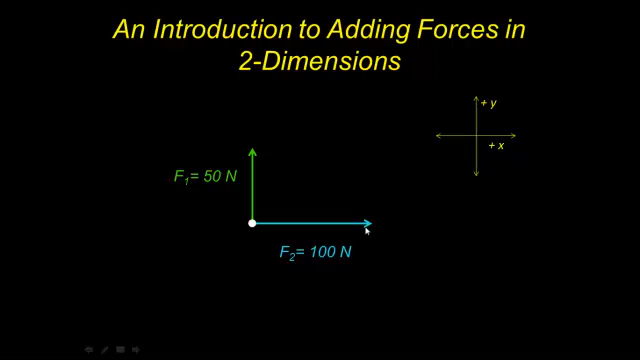 An Introduction to Adding Forces in
2-Dimensions
+ y
+ x
F₁= 50 N
F₂= 100 N